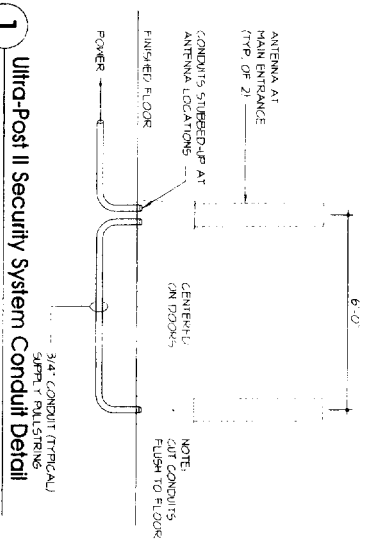 6'-0"
ANTENNA AT
MAIN ENTRANCE
(TYP. OF 2)
CONDUITS STUBBED-UP AT
ANTENNA LOCATIONS
CENTERED
ON DOORS
NOTE:
CUT CONDUITS
FLUSH TO FLOOR
FINISHED FLOOR
POWER
3/4" CONDUIT (TYPICAL)
SUPPLY PULLSTRING
1
Ultra-Post II Security System Conduit Detail